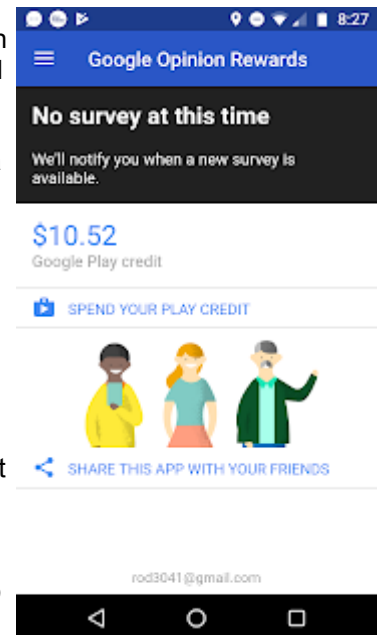 8:27
Google Opinion Rewards
No survey at this time
We'll notify you when a new survey is
available.
$10.52
Google Play credit
SPEND YOUR PLAY CREDIT
SHARE THIS APP WITH YOUR FRIENDS
rod3041@gmail.com